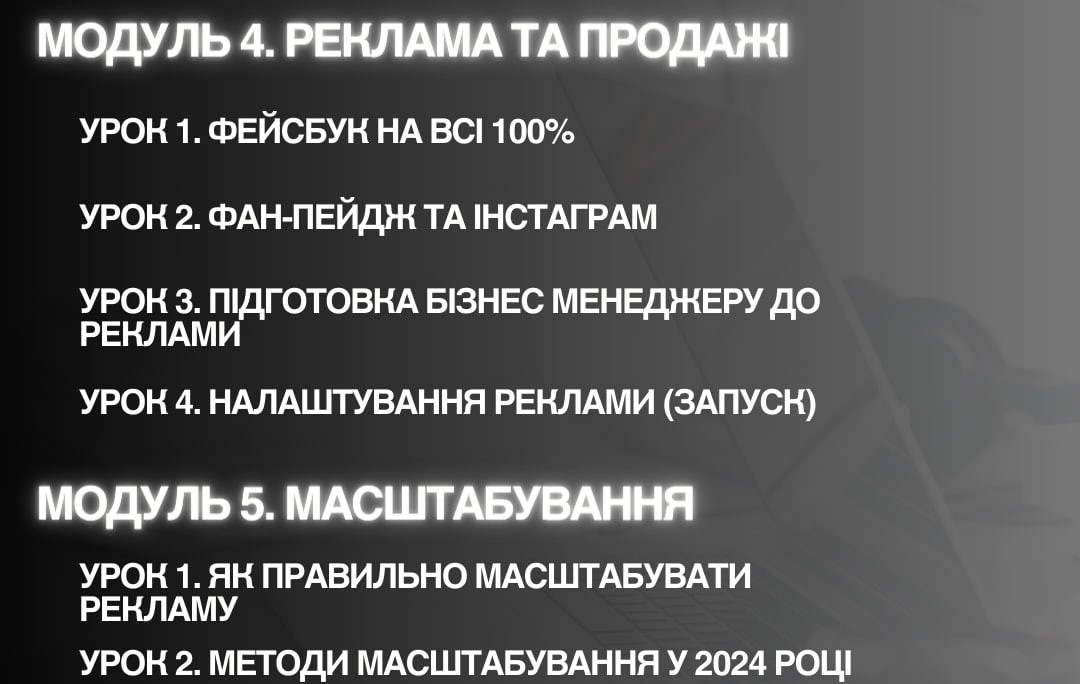 МОДУЛЬ 4. РЕКЛАМА ТА ПРОДАЖІ
УРОК 1. ФЕЙСБУК НА ВСІ 100%
УРОК 2. ФАН-ПЕЙДЖ ТА ІНСТАГРАМ
УРОК 3. ПІДГОТОВКА БІЗНЕС МЕНЕДЖЕРУ ДО
РЕКЛАМИ
УРОК 4. НАЛАШТУВАННЯ РЕКЛАМИ (ЗАПУСК)
МОДУЛЬ 5. МАСШТАБУВАННЯ
УРОК 1. ЯК ПРАВИЛЬНО МАСШТАБУВАТИ
РЕКЛАМУ
УРОК 2. МЕТОДИ МАСШТАБУВАННЯ У 2024 РОЦІ